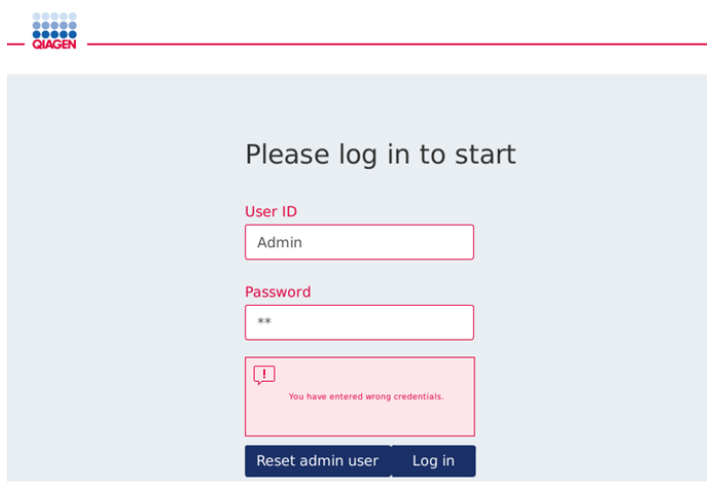 QIAGEN
Please log in to start
User ID
Admin
Password
**
!
You have entered wrong credentials.
Reset admin user Log in